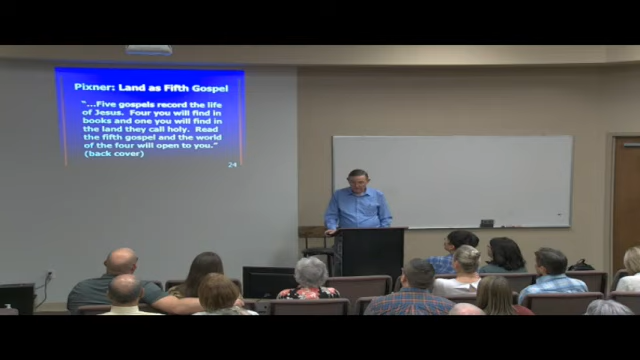 Pixner: Land as Fifth Gospel
"...Five gospels record the life
of Jesus. Four you will find in
books and one you will find in
the land they call holy. Read
the fifth gospel and the world
of the four will open to you."
(back cover)
24